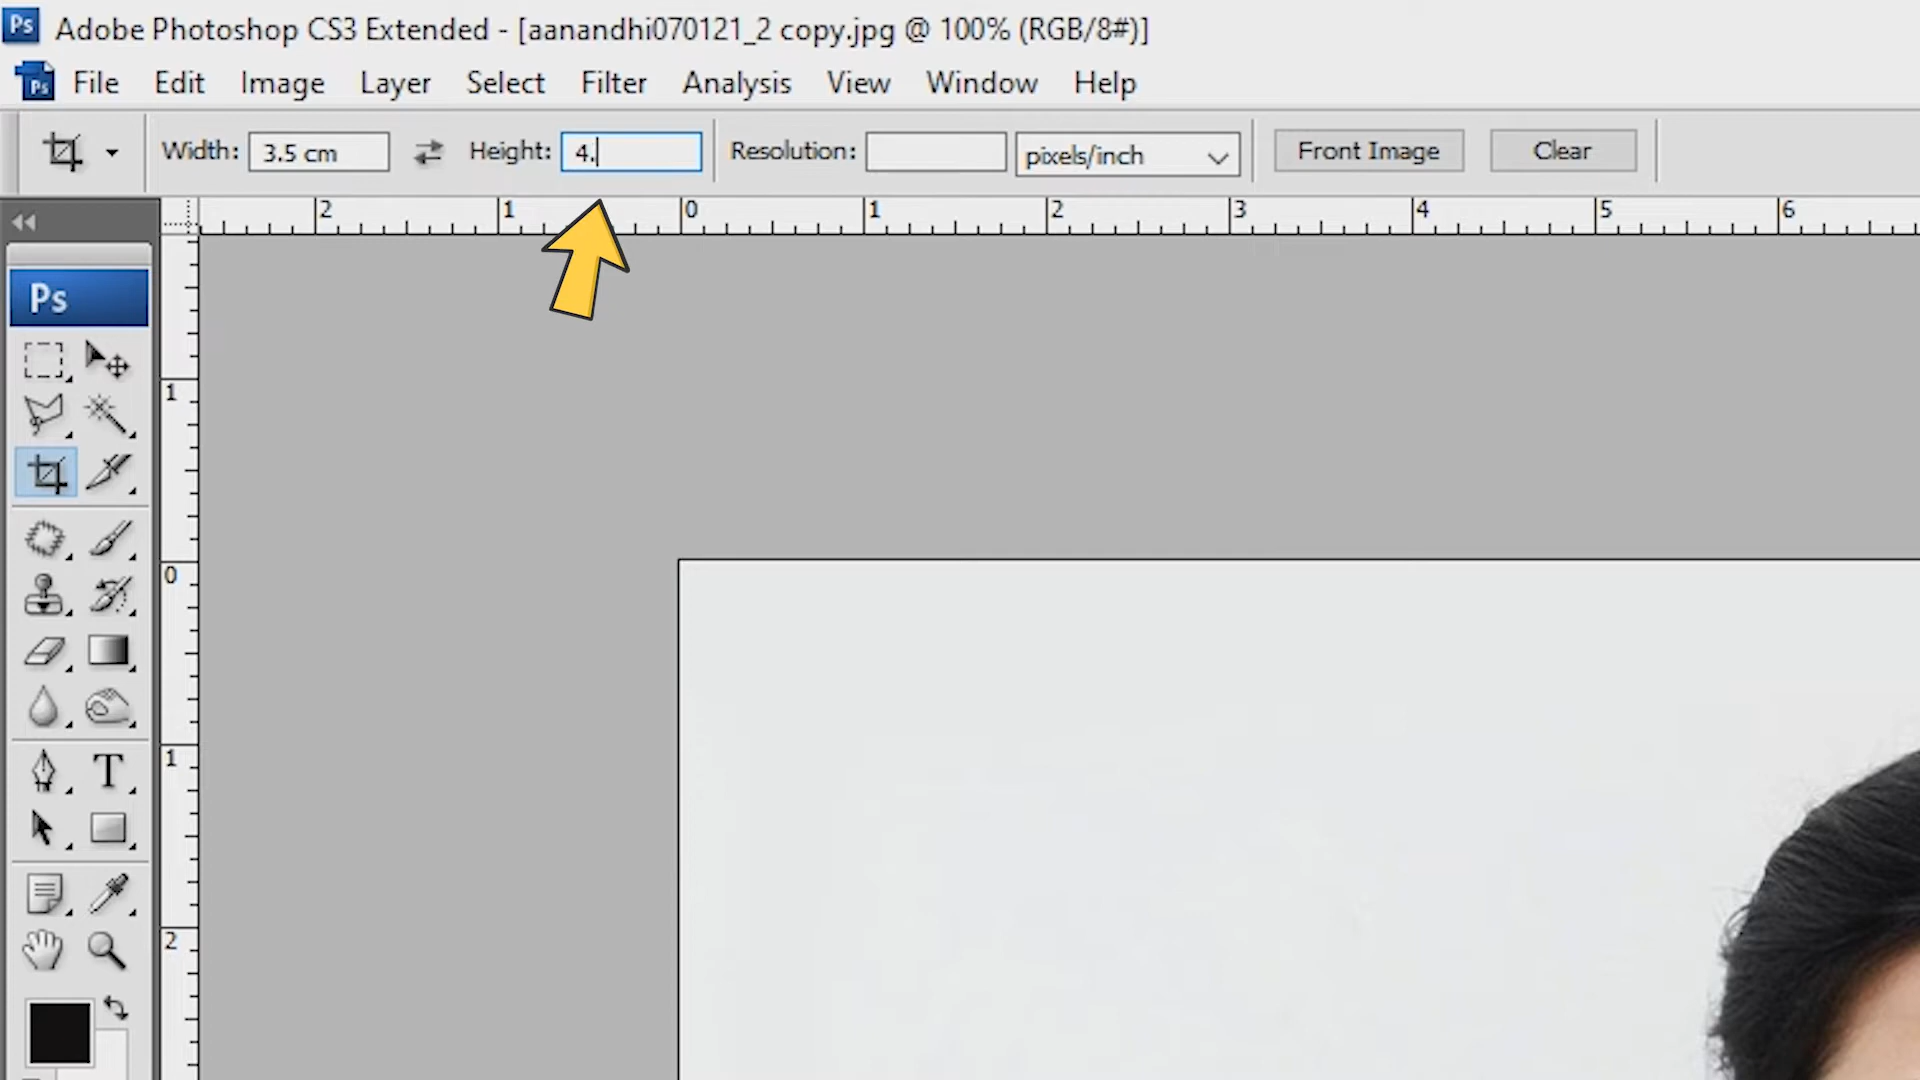 Ps Adobe Photoshop CS3 Extended - [aanandhi070121_2 copy.jpg @ 100% (RGB/8#)]
Ps File Edit Image Layer Select Filter Analysis View Window Help
Width: 3.5 cm Height: 4. Resolution: pixels/inch Front Image Clear
2 1 0 1 2 3 4 5 6
Ps
1
0
1
2
T